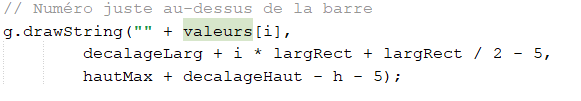 // Numéro juste au-dessus de la barre
g.drawString("" + valeurs[i],
decalageLarg + i * largRect + largRect / 2 - 5,
hautMax + decalageHaut - h - 5);